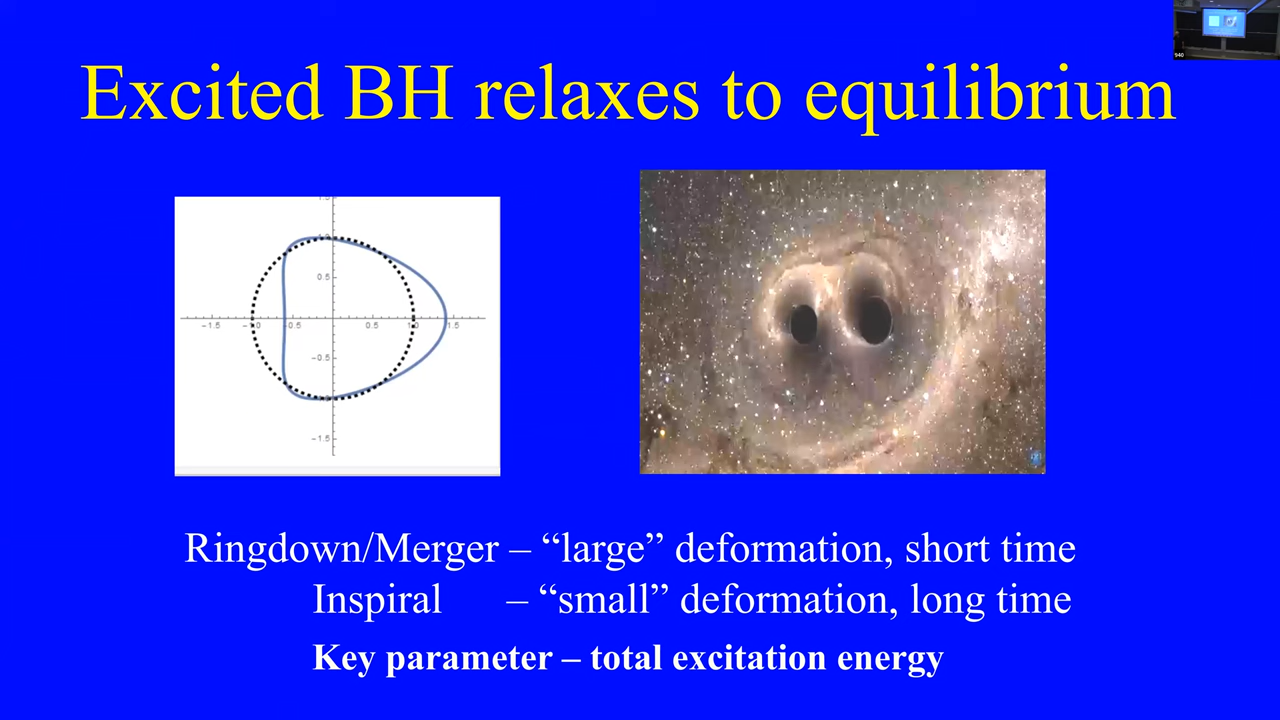 Excited BH relaxes to equilibrium
1.5
1.0
0.5
-1.5
-1.0
-0.5
0.5
1.0
1.5
-0.5
-1.5
Ringdown/Merger – “large” deformation, short time
Inspiral – “small” deformation, long time
Key parameter – total excitation energy